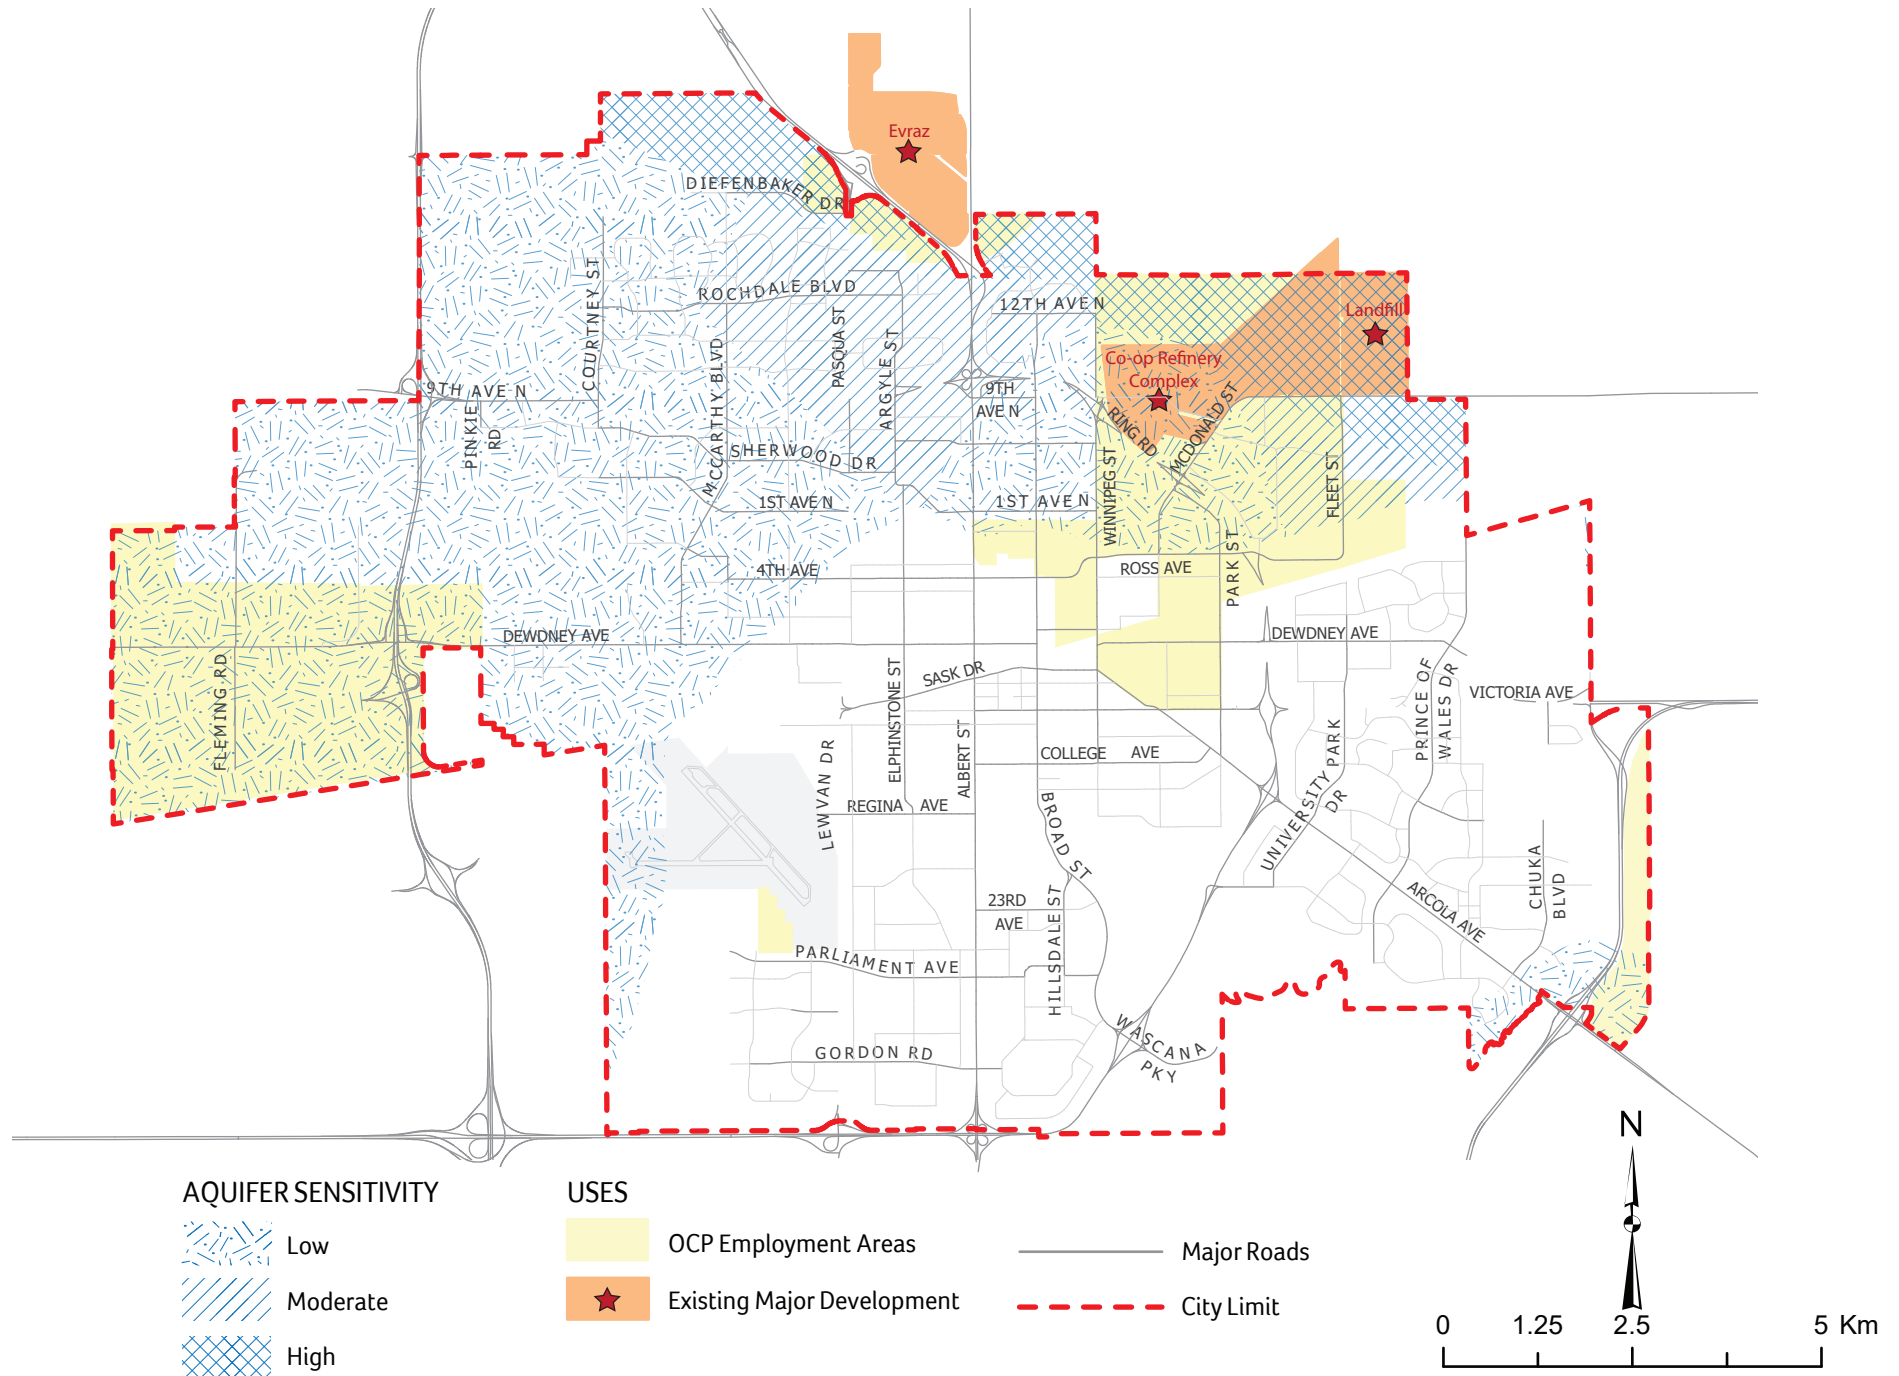 Evraz
DIEFENBAKER DR
Landfill
ROCHDALE BLVD
12TH AVE N
COURTNEY ST
PASQUA ST
ARGYLE ST
MCCARTHY BLVD
Co-op Refinery
Complex
9TH AVE N
9TH
AVE N
PINKIE
RD
RING RD
MCDONALD ST
SHERWOOD DR
WINNIPEG ST
FLEET ST
1ST AVE N
1ST AVE N
4TH AVE
ROSS AVE
PARK ST
DEWDNEY AVE
DEWDNEY AVE
FLEMING RD
ELPHINSTONE ST
SASK DR
PRINCE OF
WALES DR
VICTORIA AVE
ALBERT ST
COLLEGE AVE
UNIVERSITY PARK
DR
LEWVAN DR
REGINA AVE
BROAD ST
CHUKA
BLVD
ARCOLA AVE
23RD
AVE
HILLSDALE ST
PARLIAMENT AVE
WASCANA
PKY
GORDON RD
N
AQUIFER SENSITIVITY
Low
Moderate
High
USES
OCP Employment Areas
Existing Major Development
Major Roads
City Limit
0 1.25 2.5 5 Km